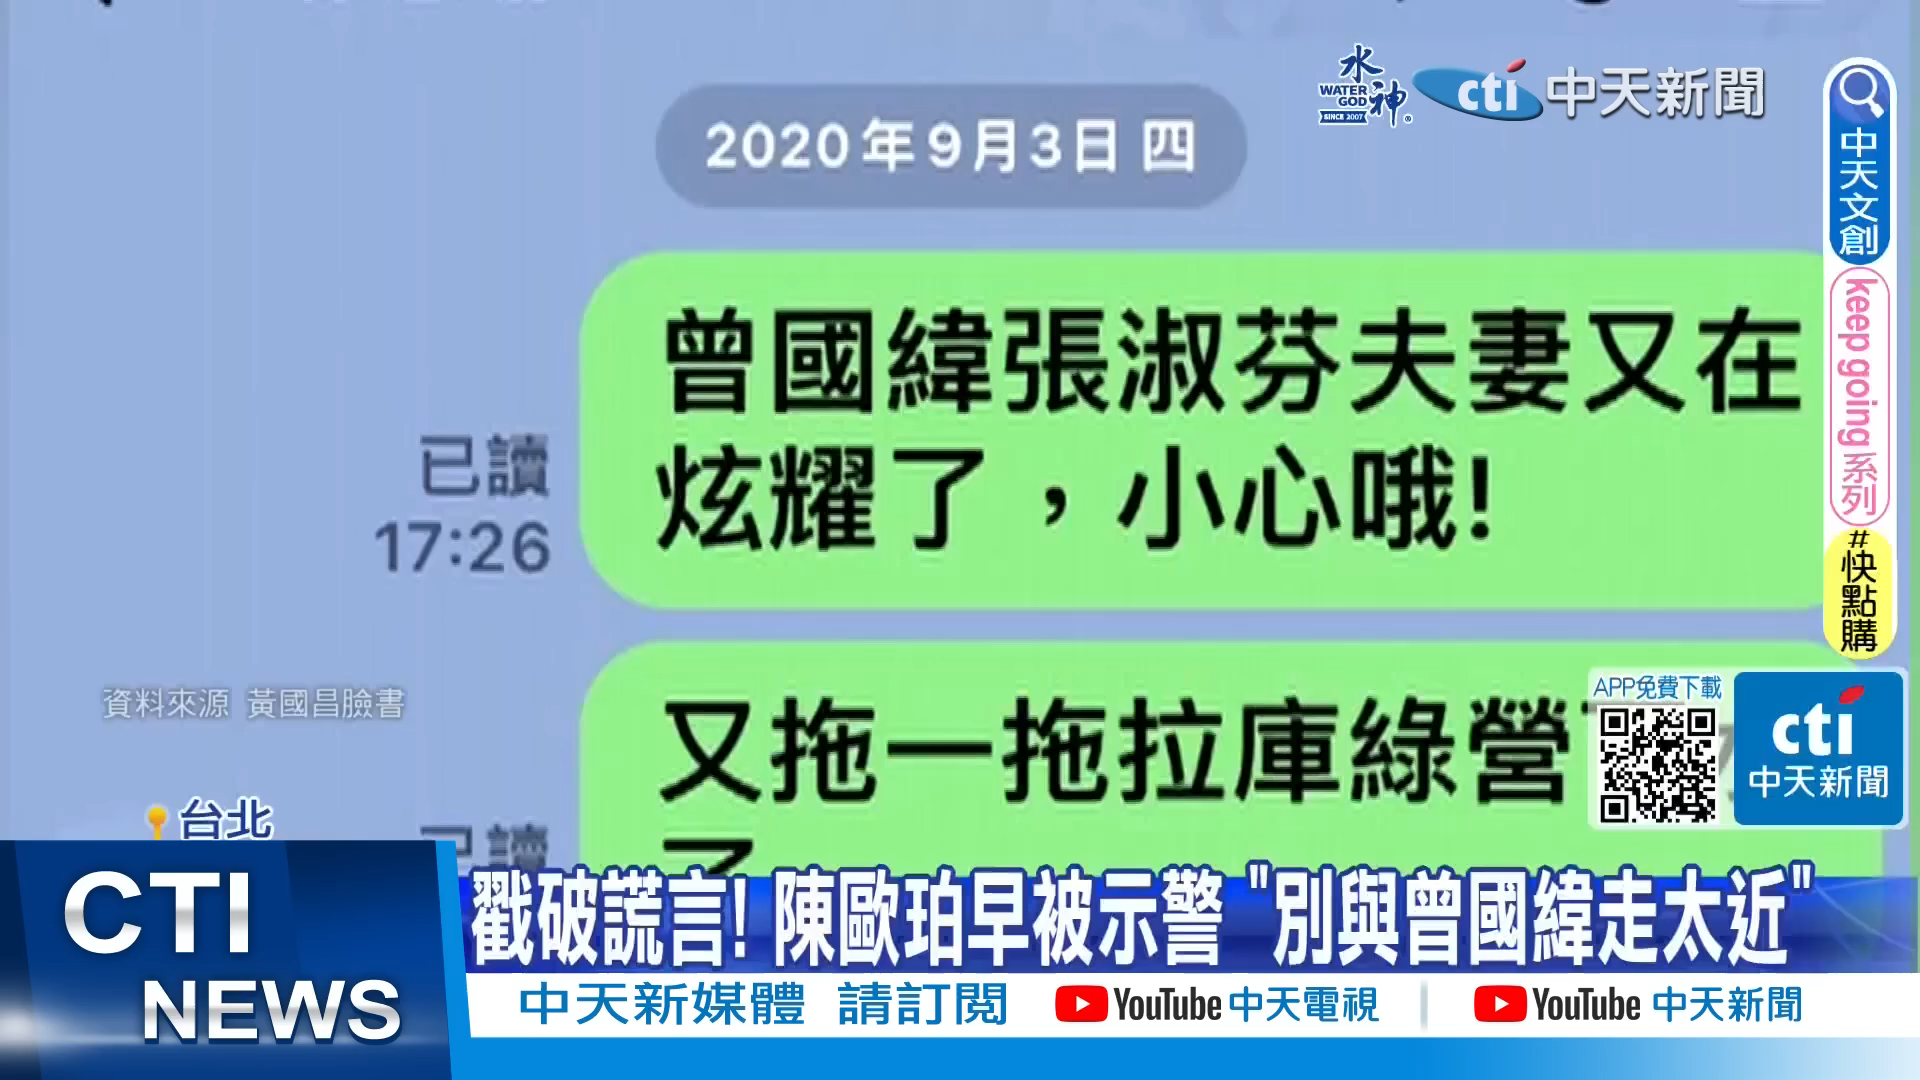 2020年9月3日 四
水神
WATER GOD
SINCE 2007
cti 中天新聞
中天文創
keep going系列
#快點購
曾國緯張淑芬夫妻又在
炫耀了，小心哦!
已讀
17:26
資料來源 黃國昌臉書
又拖一拖拉庫綠營
了
已讀
APP免費下載
cti
中天新聞
台北
CTI
NEWS
戳破謊言! 陳歐珀早被示警 "別與曾國緯走太近"
中天新媒體 請訂閱 YouTube 中天電視 | YouTube 中天新聞